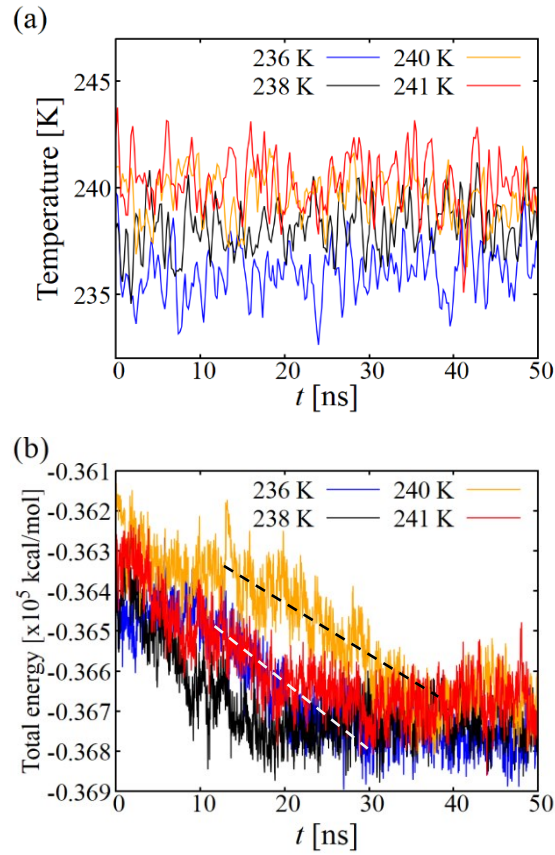 (a)
236 K 240 K
238 K 241 K
245
240
235
Temperature [K]
0 10 20 30 40 50
t [ns]
(b)
-0.361
236 K 240 K
238 K 241 K
-0.362
-0.363
-0.364
-0.365
-0.366
-0.367
-0.368
-0.369
Total energy [x10⁵ kcal/mol]
0 10 20 30 40 50
t [ns]